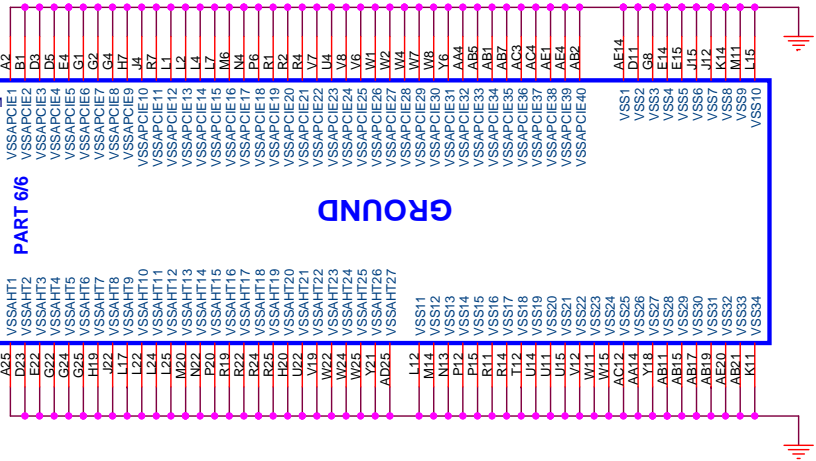 A2
B1
D3
D5
E4
G1
G2
G4
H7
J4
R7
L1
L2
L4
L7
M6
N4
P6
R1
R2
R4
V7
U4
V8
V6
W1
W2
W4
W7
W8
Y6
AA4
AB5
AB1
AB7
AC3
AC4
AE1
AE4
AB2
AE14
D11
G8
E14
E15
J15
J12
K14
M11
L15
VSSAPCIE1
VSSAPCIE2
VSSAPCIE3
VSSAPCIE4
VSSAPCIE5
VSSAPCIE6
VSSAPCIE7
VSSAPCIE8
VSSAPCIE9
VSSAPCIE10
VSSAPCIE11
VSSAPCIE12
VSSAPCIE13
VSSAPCIE14
VSSAPCIE15
VSSAPCIE16
VSSAPCIE17
VSSAPCIE18
VSSAPCIE19
VSSAPCIE20
VSSAPCIE21
VSSAPCIE22
VSSAPCIE23
VSSAPCIE24
VSSAPCIE25
VSSAPCIE26
VSSAPCIE27
VSSAPCIE28
VSSAPCIE29
VSSAPCIE30
VSSAPCIE31
VSSAPCIE32
VSSAPCIE33
VSSAPCIE34
VSSAPCIE35
VSSAPCIE36
VSSAPCIE37
VSSAPCIE38
VSSAPCIE39
VSSAPCIE40
VSS1
VSS2
VSS3
VSS4
VSS5
VSS6
VSS7
VSS8
VSS9
VSS10
PART 6/6
GROUND
VSSAHT1
VSSAHT2
VSSAHT3
VSSAHT4
VSSAHT5
VSSAHT6
VSSAHT7
VSSAHT8
VSSAHT9
VSSAHT10
VSSAHT11
VSSAHT12
VSSAHT13
VSSAHT14
VSSAHT15
VSSAHT16
VSSAHT17
VSSAHT18
VSSAHT19
VSSAHT20
VSSAHT21
VSSAHT22
VSSAHT23
VSSAHT24
VSSAHT25
VSSAHT26
VSSAHT27
VSS11
VSS12
VSS13
VSS14
VSS15
VSS16
VSS17
VSS18
VSS19
VSS20
VSS21
VSS22
VSS23
VSS24
VSS25
VSS26
VSS27
VSS28
VSS29
VSS30
VSS31
VSS32
VSS33
VSS34
A25
D23
E22
G22
G24
G25
H19
J22
L17
L22
L24
L25
M20
N22
P20
R19
R22
R24
R25
H20
U22
V19
W22
W24
W25
Y21
AD25
L12
M14
N13
P12
P15
R11
R14
T12
U14
U11
U15
V12
W11
W15
AC12
AA14
Y18
AB11
AB15
AB17
AB19
AE20
AB21
K11